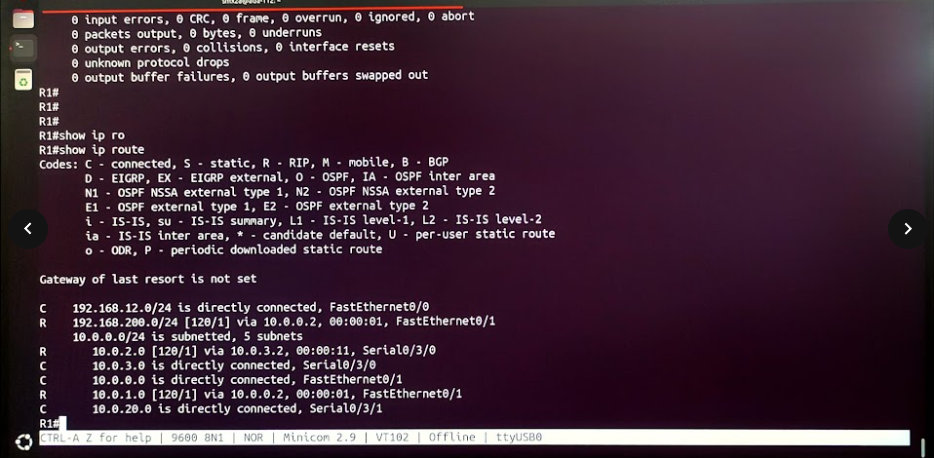 0 input errors, 0 CRC, 0 frame, 0 overrun, 0 ignored, 0 abort
0 packets output, 0 bytes, 0 underruns
0 output errors, 0 collisions, 0 interface resets
0 unknown protocol drops
0 output buffer failures, 0 output buffers swapped out
R1#
R1#
R1#
R1#show ip ro
R1#show ip route
Codes: C - connected, S - static, R - RIP, M - mobile, B - BGP
D - EIGRP, EX - EIGRP external, O - OSPF, IA - OSPF inter area
N1 - OSPF NSSA external type 1, N2 - OSPF NSSA external type 2
E1 - OSPF external type 1, E2 - OSPF external type 2
i - IS-IS, su - IS-IS summary, L1 - IS-IS level-1, L2 - IS-IS level-2
ia - IS-IS inter area, * - candidate default, U - per-user static route
o - ODR, P - periodic downloaded static route
Gateway of last resort is not set
C 192.168.12.0/24 is directly connected, FastEthernet0/0
R 192.168.200.0/24 [120/1] via 10.0.0.2, 00:00:01, FastEthernet0/1
10.0.0.0/24 is subnetted, 5 subnets
R 10.0.2.0 [120/1] via 10.0.3.2, 00:00:11, Serial0/3/0
C 10.0.3.0 is directly connected, Serial0/3/0
C 10.0.0.0 is directly connected, FastEthernet0/1
R 10.0.1.0 [120/1] via 10.0.0.2, 00:00:01, FastEthernet0/1
C 10.0.20.0 is directly connected, Serial0/3/1
R1#
CTRL-A Z for help | 9600 8N1 | NOR | Minicom 2.9 | VT102 | Offline | ttyUSB0